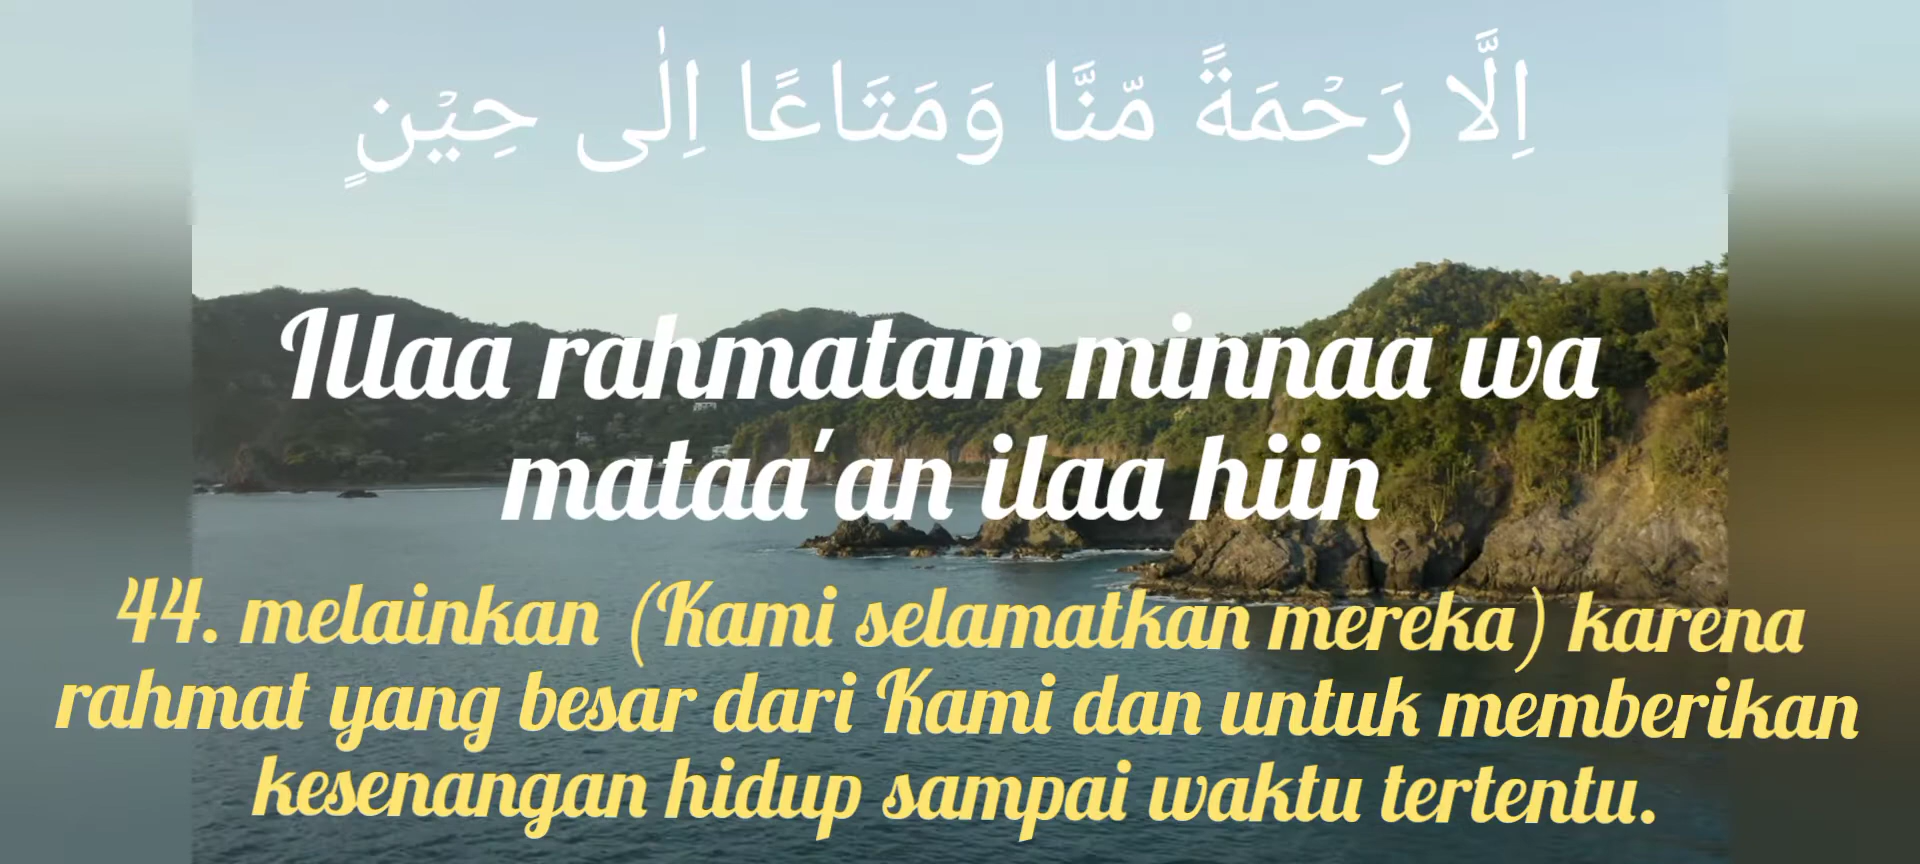 اِلَّا رَحْمَةً مِّنَّا وَمَتَاعًا اِلٰى حِيْنٍ
Illaa rahmatam minnaa wa
mataa'an ilaa hiin
44. melainkan (Kami selamatkan mereka) karena
rahmat yang besar dari Kami dan untuk memberikan
kesenangan hidup sampai waktu tertentu.